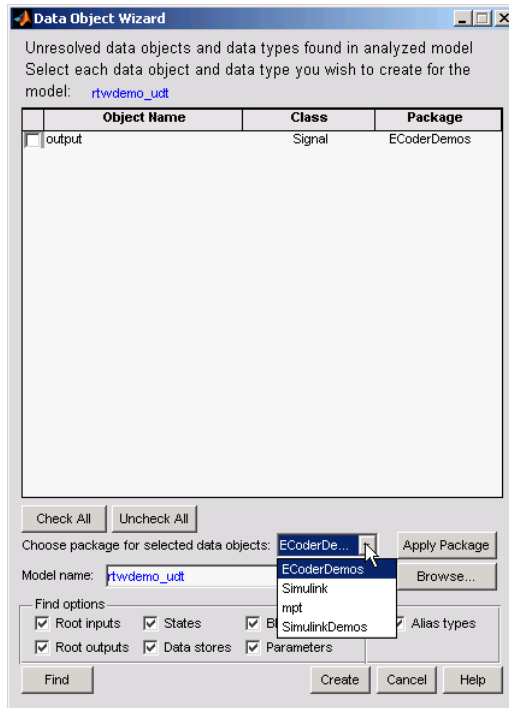 Data Object Wizard
Unresolved data objects and data types found in analyzed model
Select each data object and data type you wish to create for the
model: rtwdemo_udt
Object Name Class Package
output Signal ECoderDemos
Check All Uncheck All
Choose package for selected data objects: ECoderDe... Apply Package
ECoderDemos
Simulink
mpt
SimulinkDemos
Model name: rtwdemo_udt Browse...
Find options
Root inputs States Alias types
Root outputs Data stores Parameters
Find Create Cancel Help